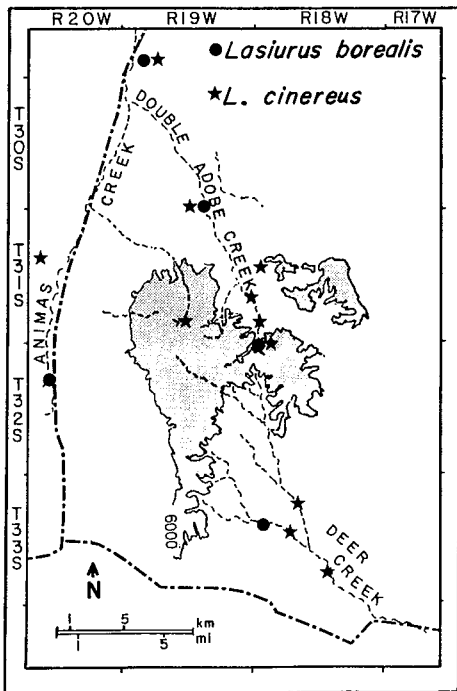 R20W R19W R18W R17W
Lasiurus borealis
L. cinereus
T30S
T31S
T32S
T33S
DOUBLE ADOBE CREEK
ANIMAS CREEK
DEER CREEK
6000
N
1 5 km
1 5 mi